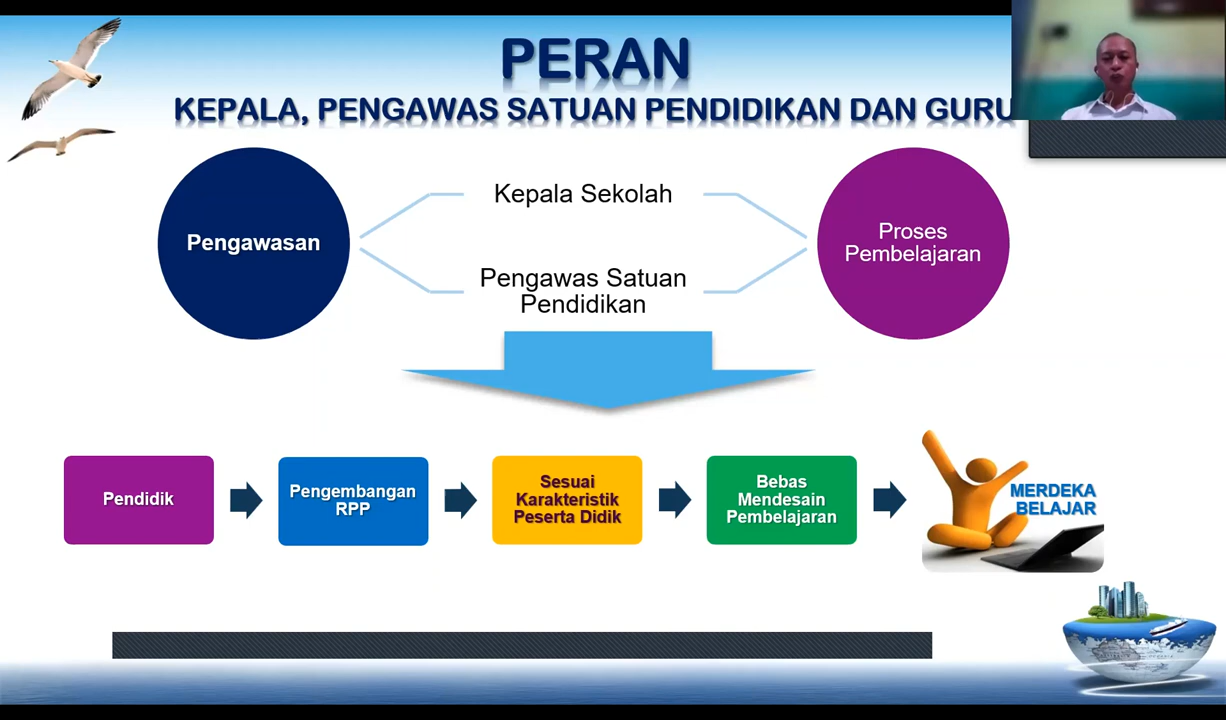 PERAN
KEPALA, PENGAWAS SATUAN PENDIDIKAN DAN GURU
Pengawasan
Kepala Sekolah
Pengawas Satuan
Pendidikan
Proses
Pembelajaran
Pendidik
Pengembangan
RPP
Sesuai
Karakteristik
Peserta Didik
Bebas
Mendesain
Pembelajaran
MERDEKA
BELAJAR